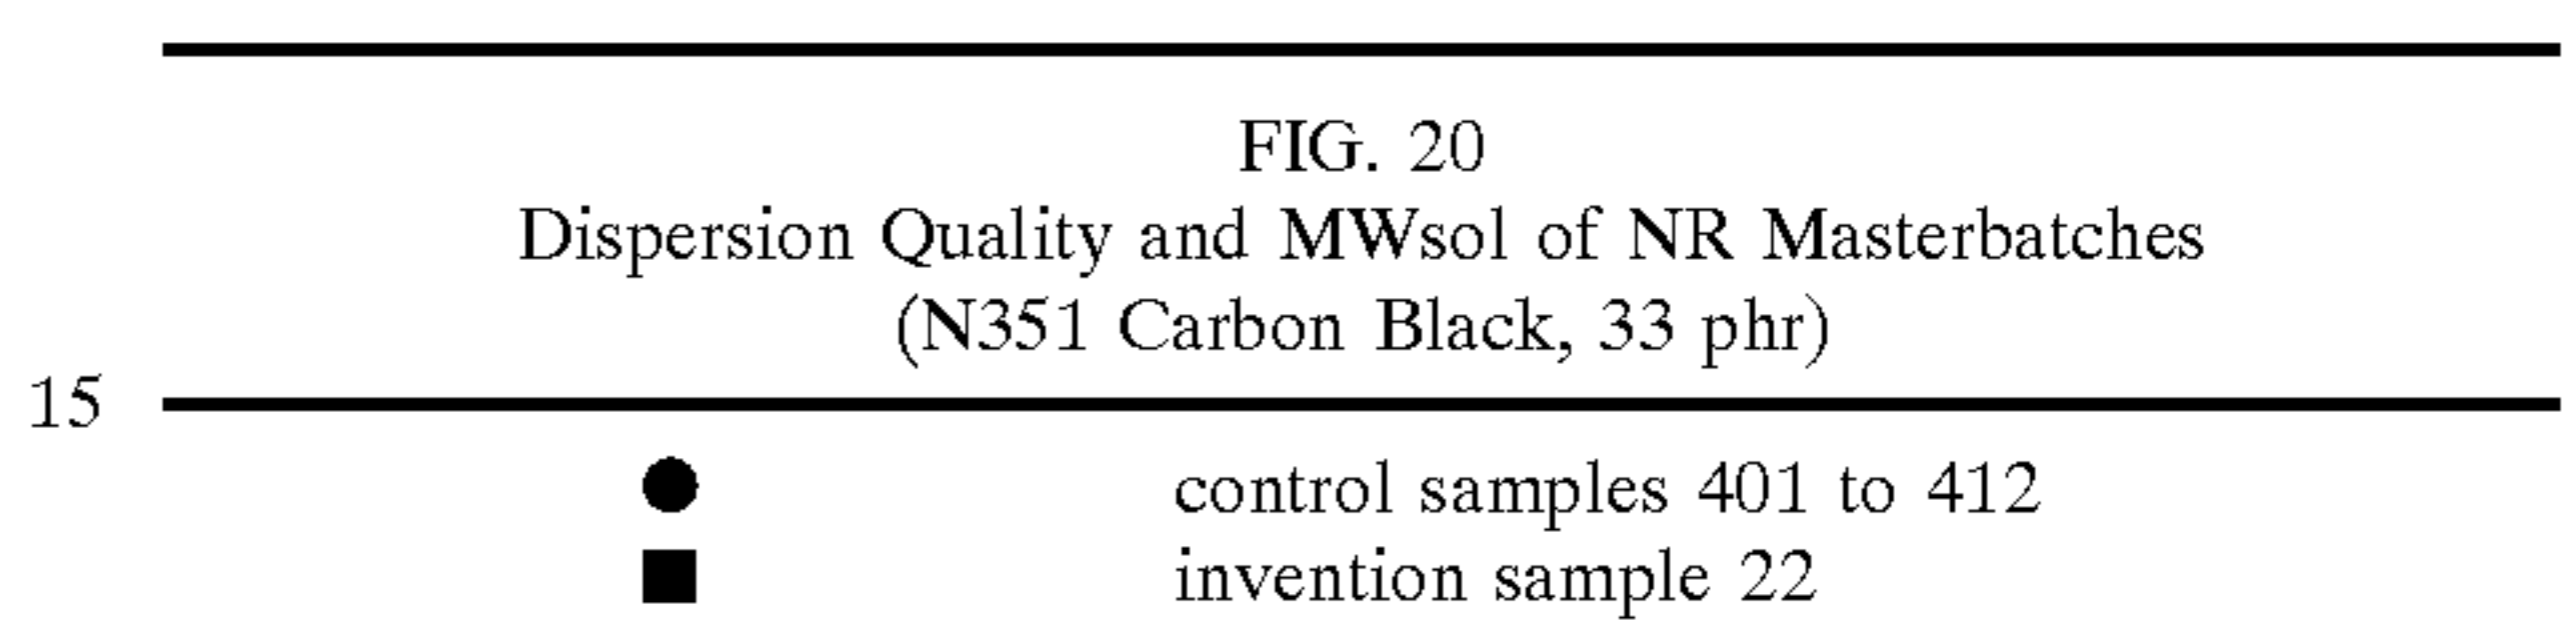 FIG. 20
Dispersion Quality and MWsol of NR Masterbatches
(N351 Carbon Black, 33 phr)
15
● control samples 401 to 412
■ invention sample 22